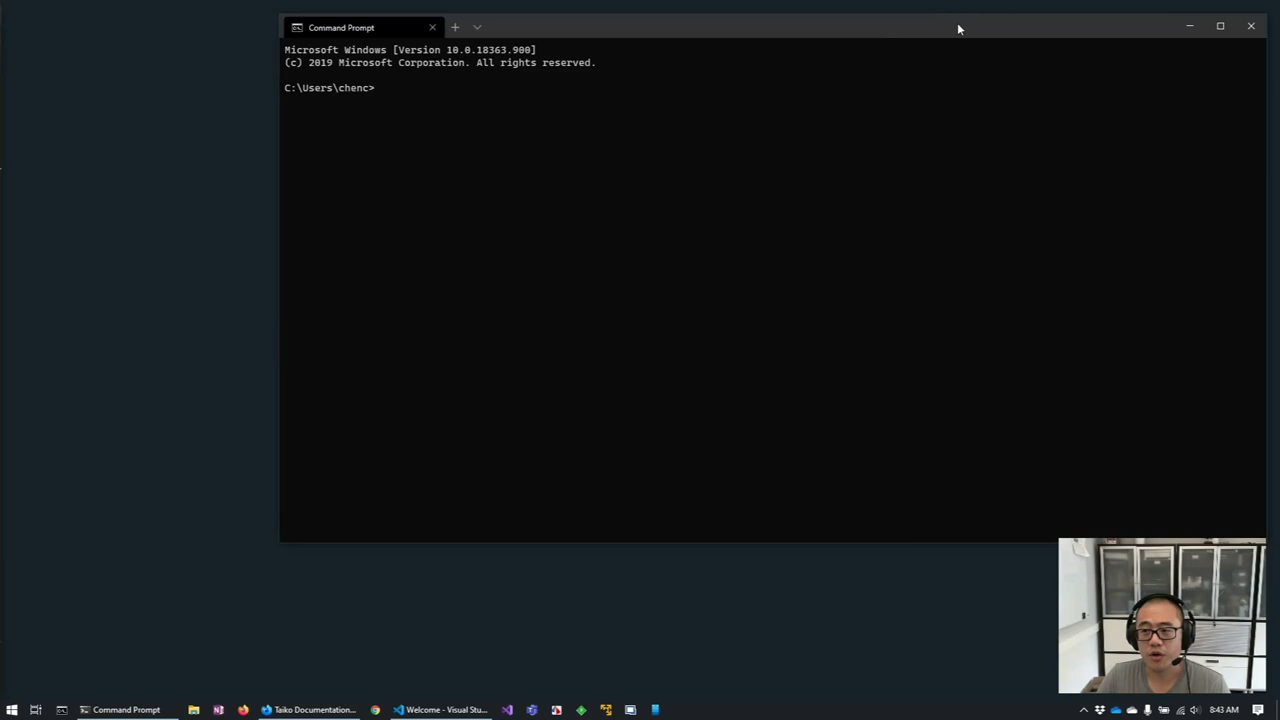 Command Prompt
Microsoft Windows [Version 10.0.18363.900]
(c) 2019 Microsoft Corporation. All rights reserved.
C:\Users\chenc>
Command Prompt
Taiko Documentation...
Welcome - Visual Stu...
8:43 AM